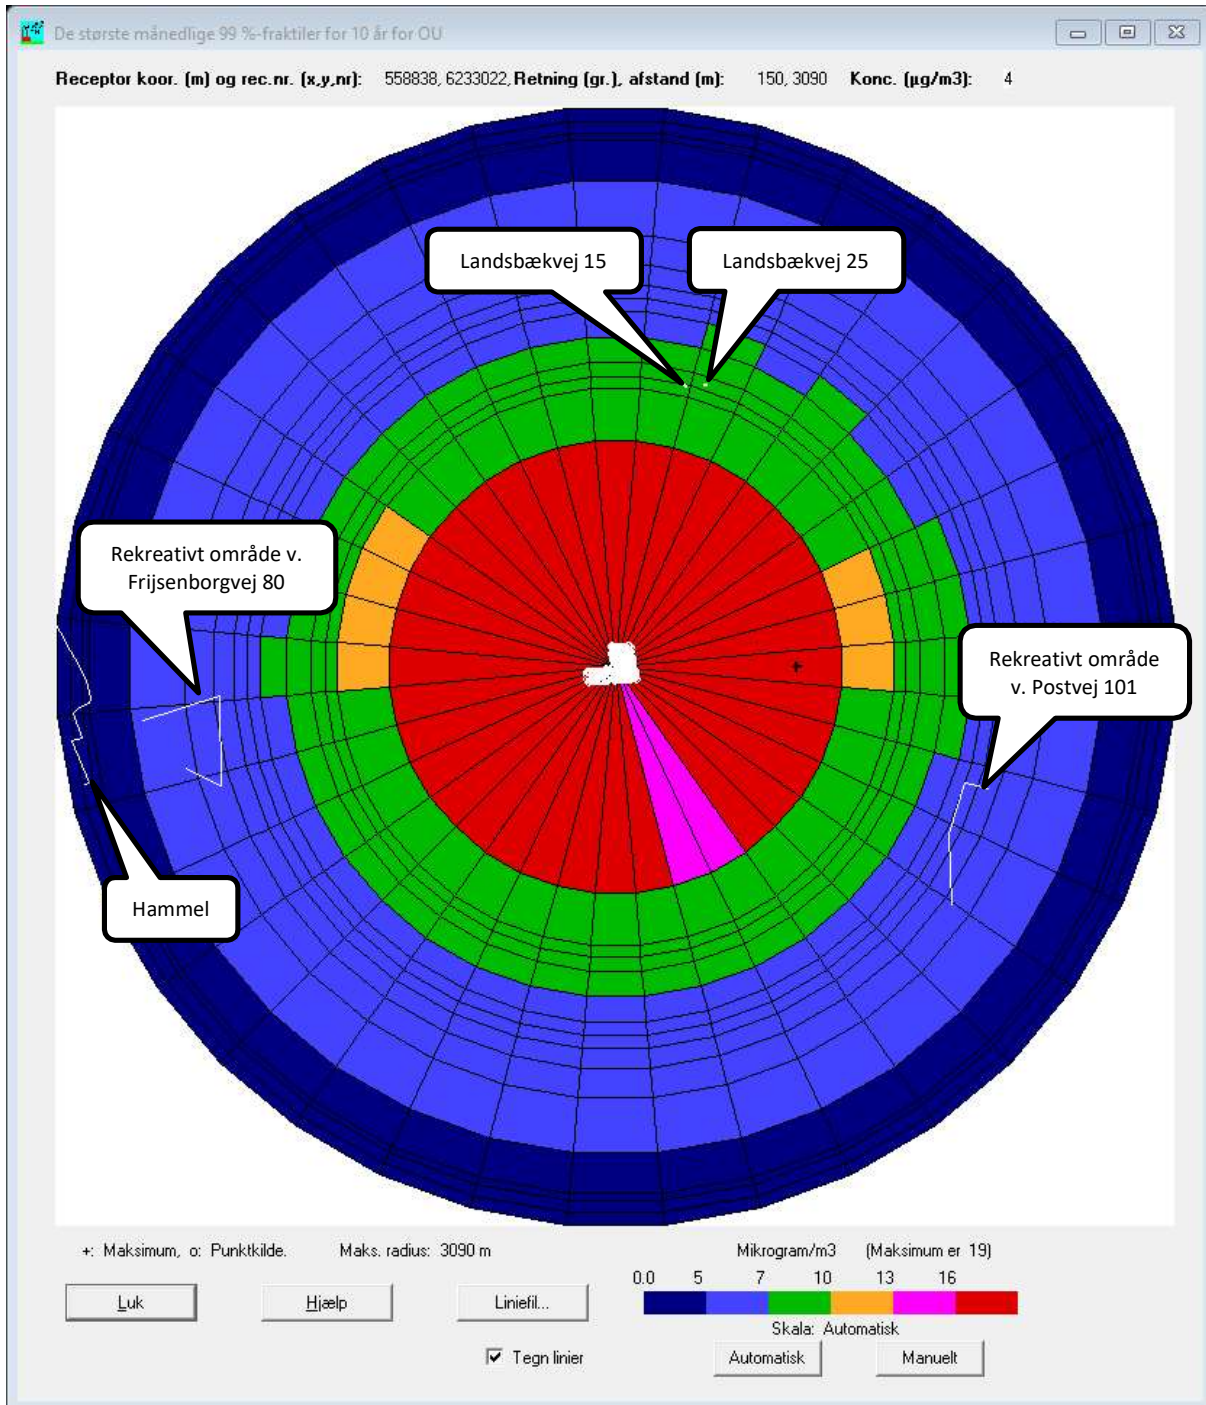 De største månedlige 99 %-fraktiler for 10 år for OU
Receptor koor. (m) og rec.nr. (x,y,nr): 558838, 6233022, Retning (gr.), afstand (m): 150, 3090 Konc. (µg/m3): 4
Landsbækvej 15
Landsbækvej 25
Rekreativt område v.
Frijsenborgvej 80
Rekreativt område
v. Postvej 101
Hammel
+: Maksimum, o: Punktkilde. Maks. radius: 3090 m
Mikrogram/m3 (Maksimum er 19)
0.0 5 7 10 13 16
Luk
Hjælp
Liniefil...
Skala: Automatisk
Tegn linier
Automatisk
Manuelt